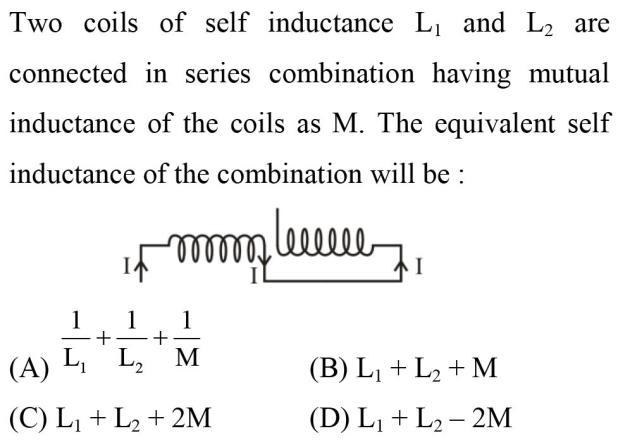 Two coils of self inductance L₁ and L₂ are
connected in series combination having mutual
inductance of the coils as M. The equivalent self
inductance of the combination will be :
I I I
(A) 1/L₁ + 1/L₂ + 1/M (B) L₁ + L₂ + M
(C) L₁ + L₂ + 2M (D) L₁ + L₂ – 2M